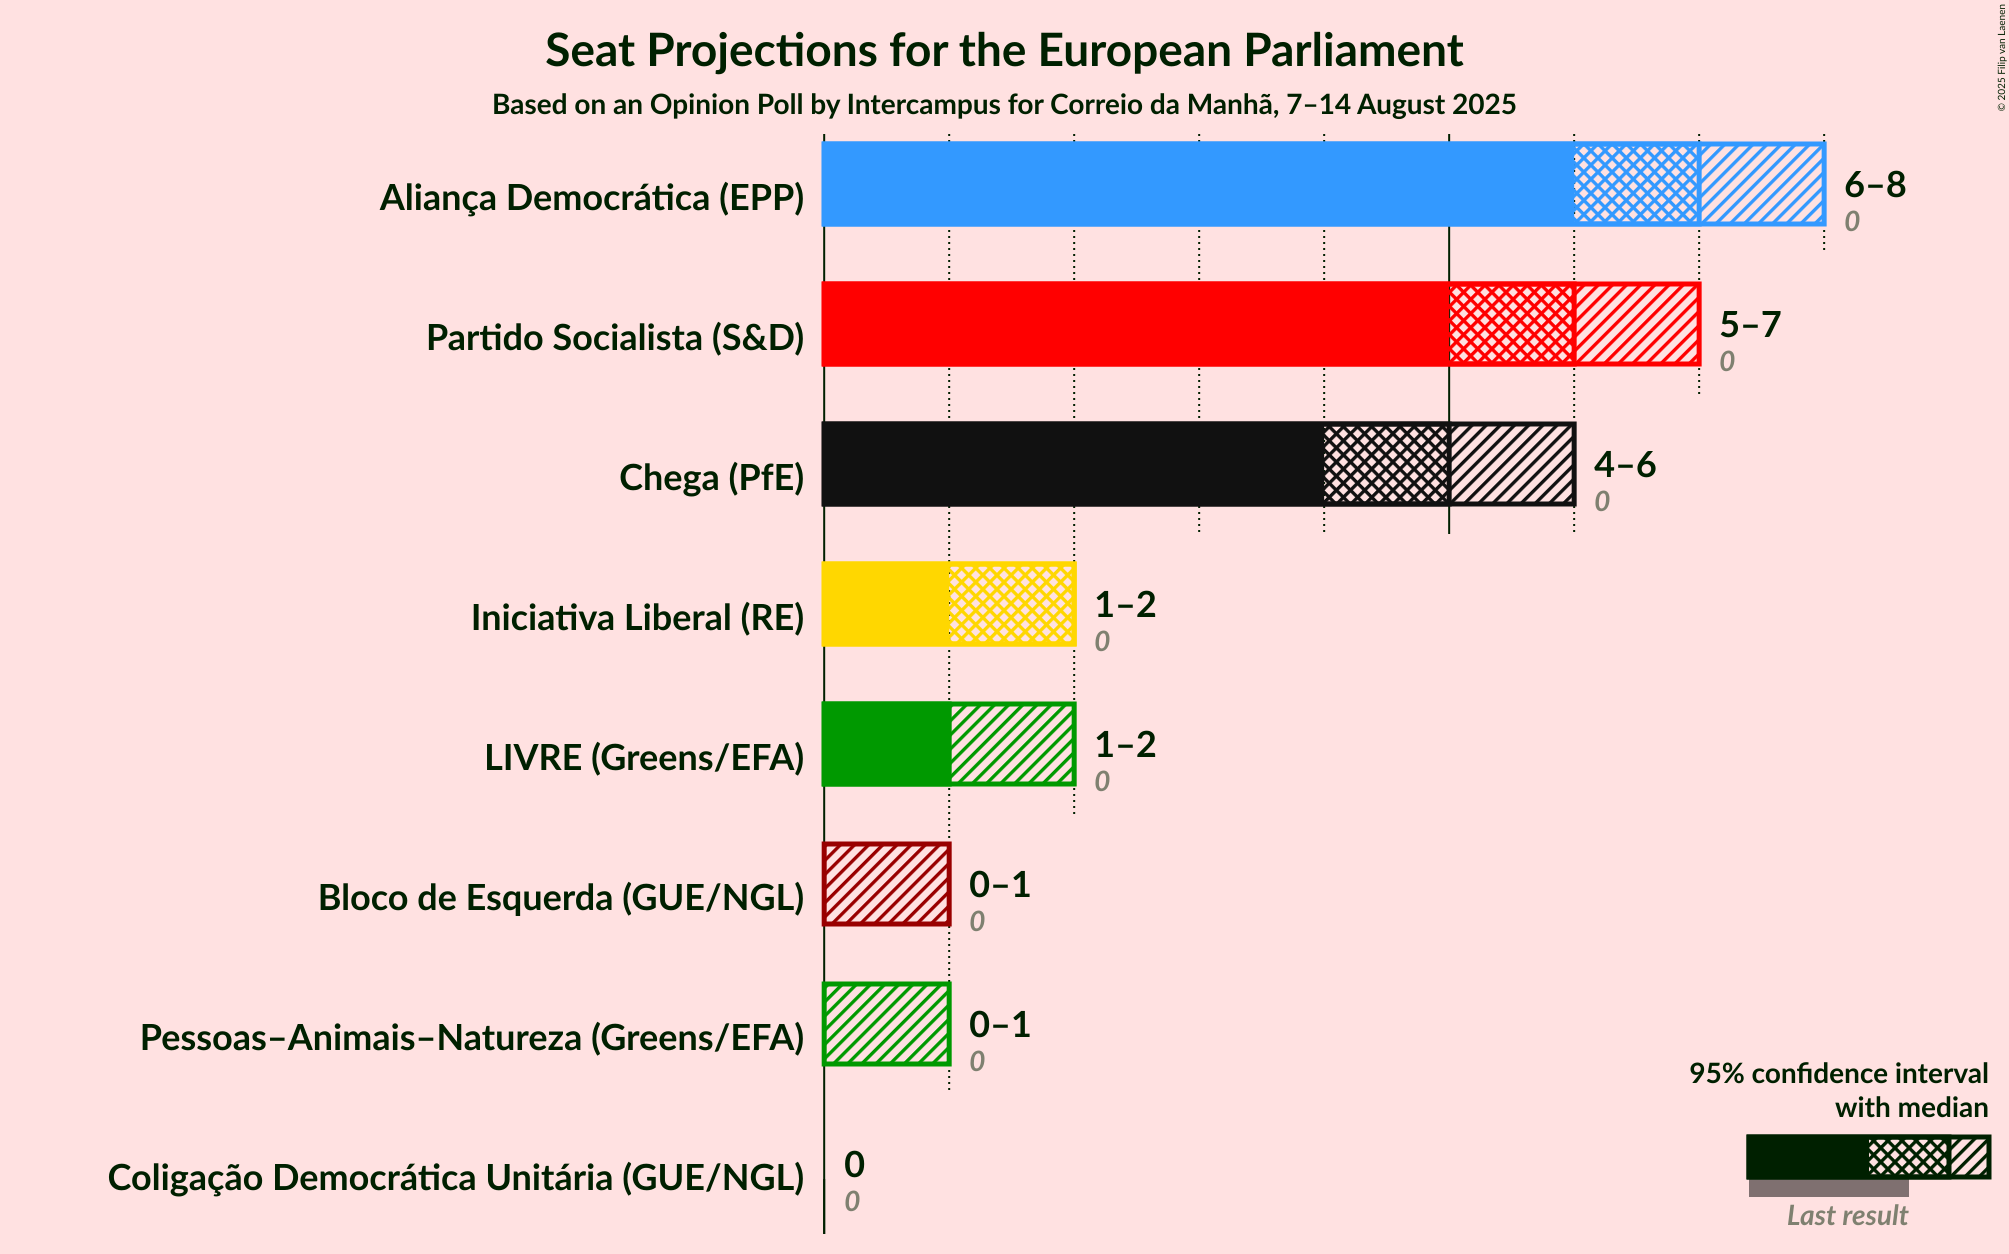 Seat Projections for the European Parliament
Based on an Opinion Poll by Intercampus for Correio da Manhã, 7–14 August 2025
© 2025 Filip van Laenen
Aliança Democrática (EPP)
6–8
0
Partido Socialista (S&D)
5–7
0
Chega (PfE)
4–6
0
Iniciativa Liberal (RE)
1–2
0
LIVRE (Greens/EFA)
1–2
0
Bloco de Esquerda (GUE/NGL)
0–1
0
Pessoas–Animais–Natureza (Greens/EFA)
0–1
0
Coligação Democrática Unitária (GUE/NGL)
0
0
95% confidence interval
with median
Last result